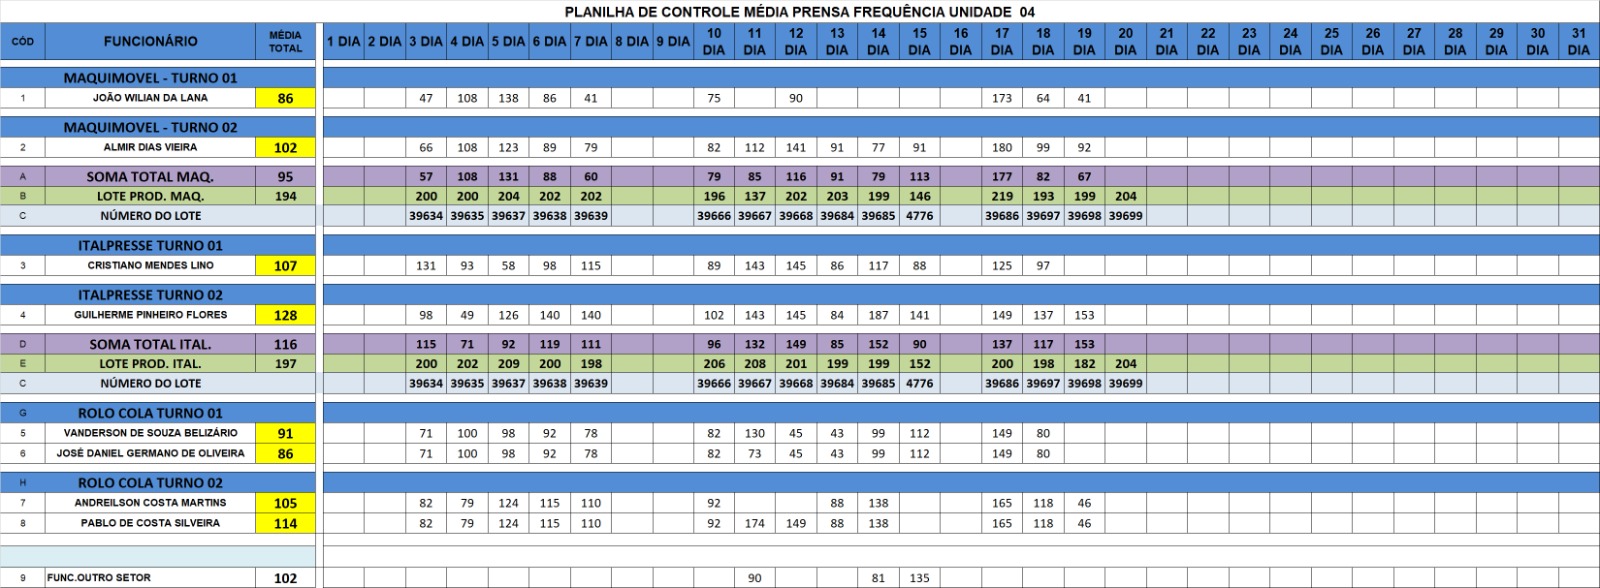 PLANILHA DE CONTROLE MÉDIA PRENSA FREQUÊNCIA UNIDADE 04
CÓD FUNCIONÁRIO MÉDIA TOTAL 1 DIA 2 DIA 3 DIA 4 DIA 5 DIA 6 DIA 7 DIA 8 DIA 9 DIA 10 DIA 11 DIA 12 DIA 13 DIA 14 DIA 15 DIA 16 DIA 17 DIA 18 DIA 19 DIA 20 DIA 21 DIA 22 DIA 23 DIA 24 DIA 25 DIA 26 DIA 27 DIA 28 DIA 29 DIA 30 DIA 31 DIA
MAQUIMOVEL - TURNO 01
1 JOÃO WILIAN DA LANA 86 47 108 138 86 41 75 90 173 64 41
MAQUIMOVEL - TURNO 02
2 ALMIR DIAS VIEIRA 102 66 108 123 89 79 82 112 141 91 77 91 180 99 92
A SOMA TOTAL MAQ. 95 57 108 131 88 60 79 85 116 91 79 113 177 82 67
B LOTE PROD. MAQ. 194 200 200 204 202 202 196 137 202 203 199 146 219 193 199 204
C NÚMERO DO LOTE 39634 39635 39637 39638 39639 39666 39667 39668 39684 39685 4776 39686 39697 39698 39699
ITALPRESSE TURNO 01
3 CRISTIANO MENDES LINO 107 131 93 58 98 115 89 143 145 86 117 88 125 97
ITALPRESSE TURNO 02
4 GUILHERME PINHEIRO FLORES 128 98 49 126 140 140 102 143 145 84 187 141 149 137 153
D SOMA TOTAL ITAL. 116 115 71 92 119 111 96 132 149 85 152 90 137 117 153
E LOTE PROD. ITAL. 197 200 202 209 200 198 206 208 201 199 199 152 200 198 182 204
C NÚMERO DO LOTE 39634 39635 39637 39638 39639 39666 39667 39668 39684 39685 4776 39686 39697 39698 39699
G ROLO COLA TURNO 01
5 VANDERSON DE SOUZA BELIZÁRIO 91 71 100 98 92 78 82 130 45 43 99 112 149 80
6 JOSÉ DANIEL GERMANO DE OLIVEIRA 86 71 100 98 92 78 82 73 45 43 99 112 149 80
H ROLO COLA TURNO 02
7 ANDREILSON COSTA MARTINS 105 82 79 124 115 110 92 88 138 165 118 46
8 PABLO DE COSTA SILVEIRA 114 82 79 124 115 110 92 174 149 88 138 165 118 46
9 FUNC.OUTRO SETOR 102 90 81 135